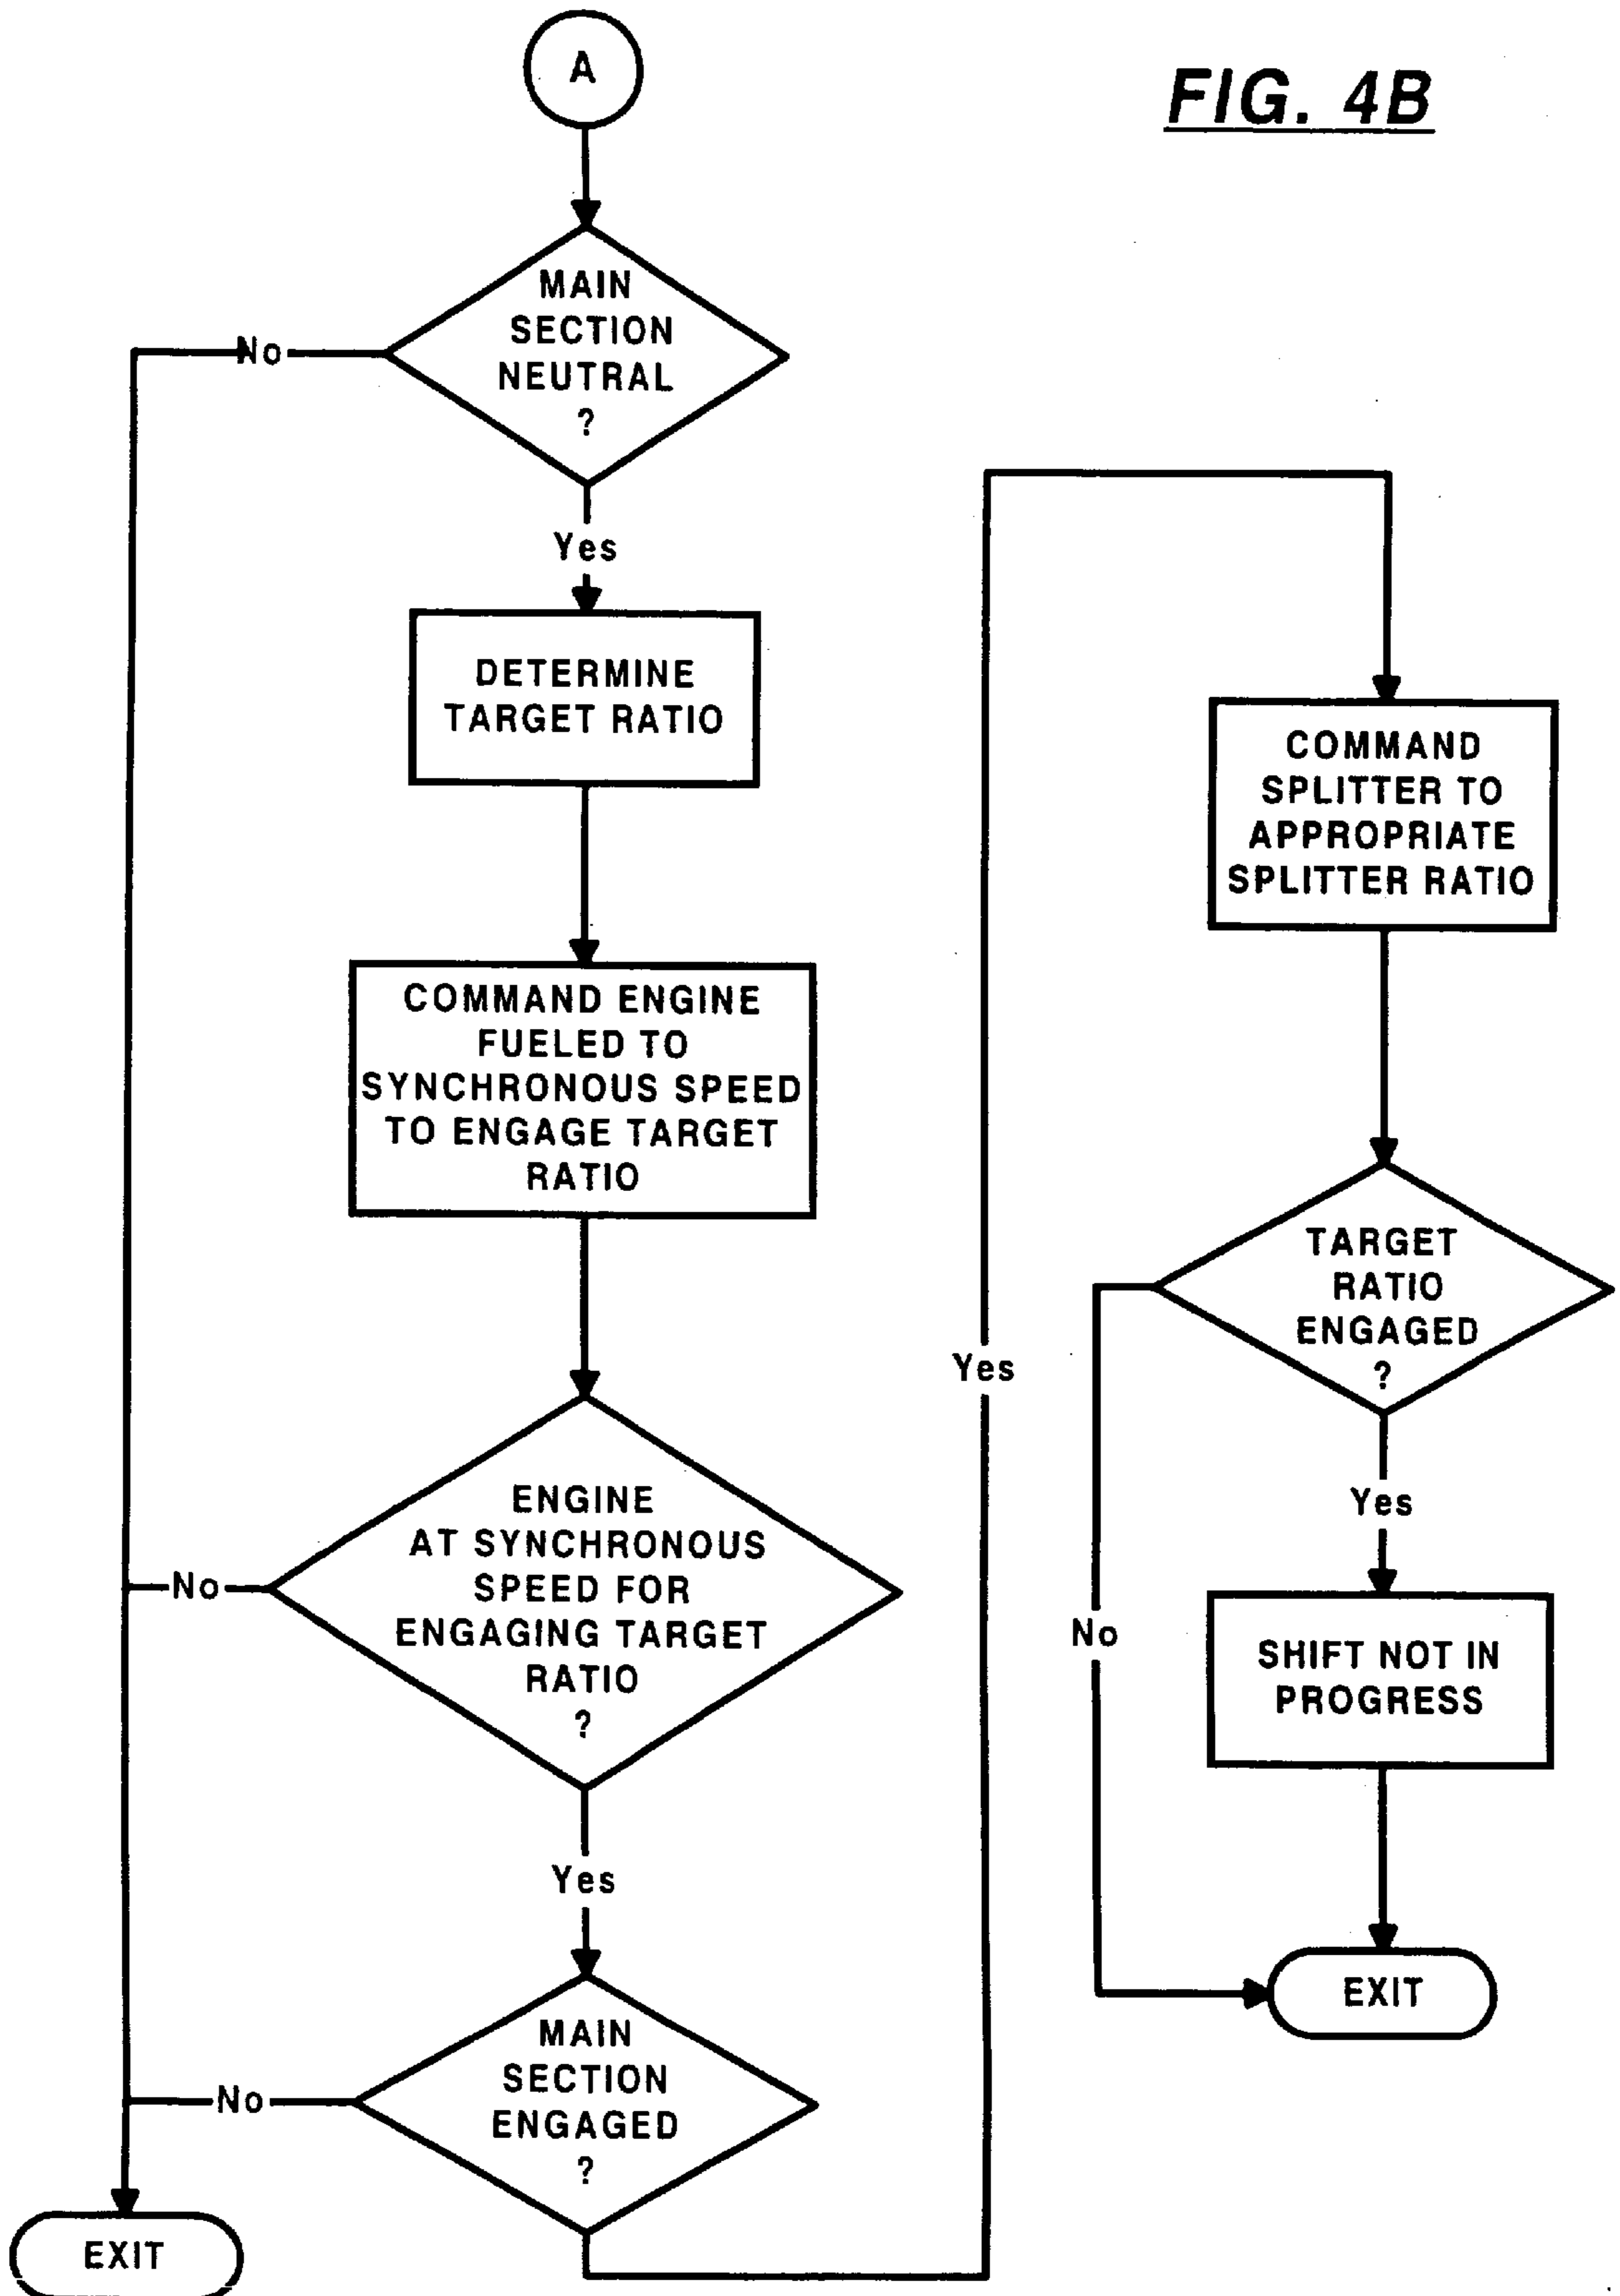 A
FIG. 4B
MAIN
SECTION
NEUTRAL
?
No
Yes
DETERMINE
TARGET RATIO
COMMAND ENGINE
FUELED TO
SYNCHRONOUS SPEED
TO ENGAGE TARGET
RATIO
ENGINE
AT SYNCHRONOUS
SPEED FOR
ENGAGING TARGET
RATIO
?
No
Yes
MAIN
SECTION
ENGAGED
?
No
EXIT
Yes
COMMAND
SPLITTER TO
APPROPRIATE
SPLITTER RATIO
TARGET
RATIO
ENGAGED
?
No
Yes
SHIFT NOT IN
PROGRESS
EXIT